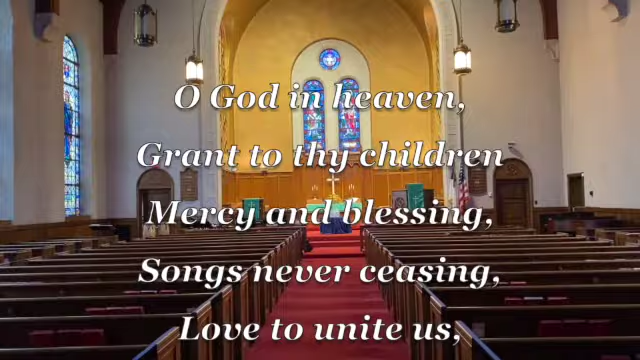 O God in heaven,
Grant to thy children
Mercy and blessing,
Songs never ceasing,
Love to unite us,